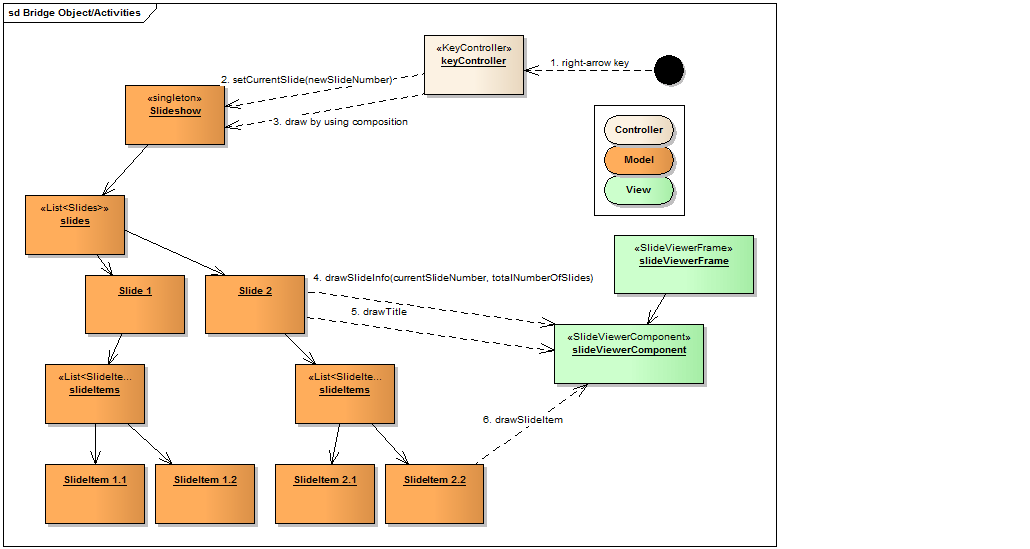 sd Bridge Object/Activities
«KeyController»
keyController
1. right-arrow key
2. setCurrentSlide(newSlideNumber)
«singleton»
Slideshow
3. draw by using composition
Controller
Model
View
«List<Slides>»
slides
«SlideViewerFrame»
slideViewerFrame
4. drawSlideInfo(currentSlideNumber, totalNumberOfSlides)
Slide 1
Slide 2
5. drawTitle
«SlideViewerComponent»
slideViewerComponent
«List<SlideIte...
slideItems
«List<SlideIte...
slideItems
6. drawSlideItem
SlideItem 1.1
SlideItem 1.2
SlideItem 2.1
SlideItem 2.2